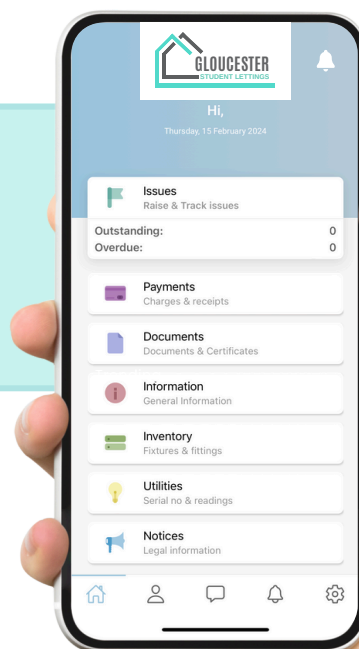 GLOUCESTER
STUDENT LETTINGS
Hi,
Thursday, 15 February 2024
Issues
Raise & Track issues
Outstanding: 0
Overdue: 0
Payments
Charges & receipts
Documents
Documents & Certificates
Information
General Information
Inventory
Fixtures & fittings
Utilities
Serial no & readings
Notices
Legal information